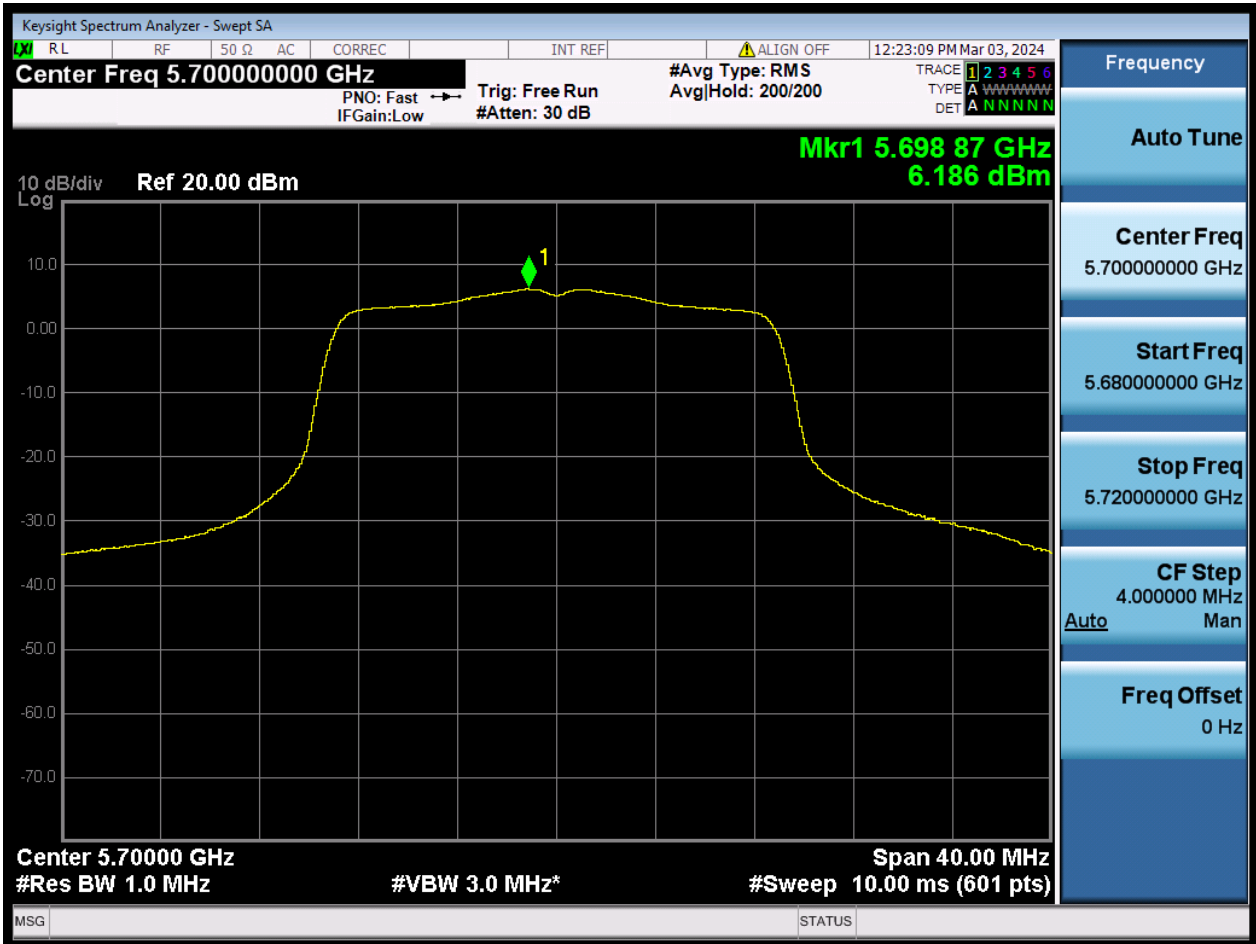 Keysight Spectrum Analyzer - Swept SA
LXI RL RF 50 Ω AC CORREC INT REF ALIGN OFF 12:23:09 PM Mar 03, 2024
Center Freq 5.700000000 GHz
PNO: Fast
IFGain:Low
Trig: Free Run
#Atten: 30 dB
#Avg Type: RMS
Avg|Hold: 200/200
TRACE 1 2 3 4 5 6
TYPE A WWWWW
DET A N N N N N
Mkr1 5.698 87 GHz
6.186 dBm
10 dB/div Ref 20.00 dBm
Log
1
10.0
0.00
-10.0
-20.0
-30.0
-40.0
-50.0
-60.0
-70.0
Center 5.70000 GHz Span 40.00 MHz
#Res BW 1.0 MHz #VBW 3.0 MHz* #Sweep 10.00 ms (601 pts)
MSG STATUS
Frequency
Auto Tune
Center Freq
5.700000000 GHz
Start Freq
5.680000000 GHz
Stop Freq
5.720000000 GHz
CF Step
4.000000 MHz
Auto Man
Freq Offset
0 Hz